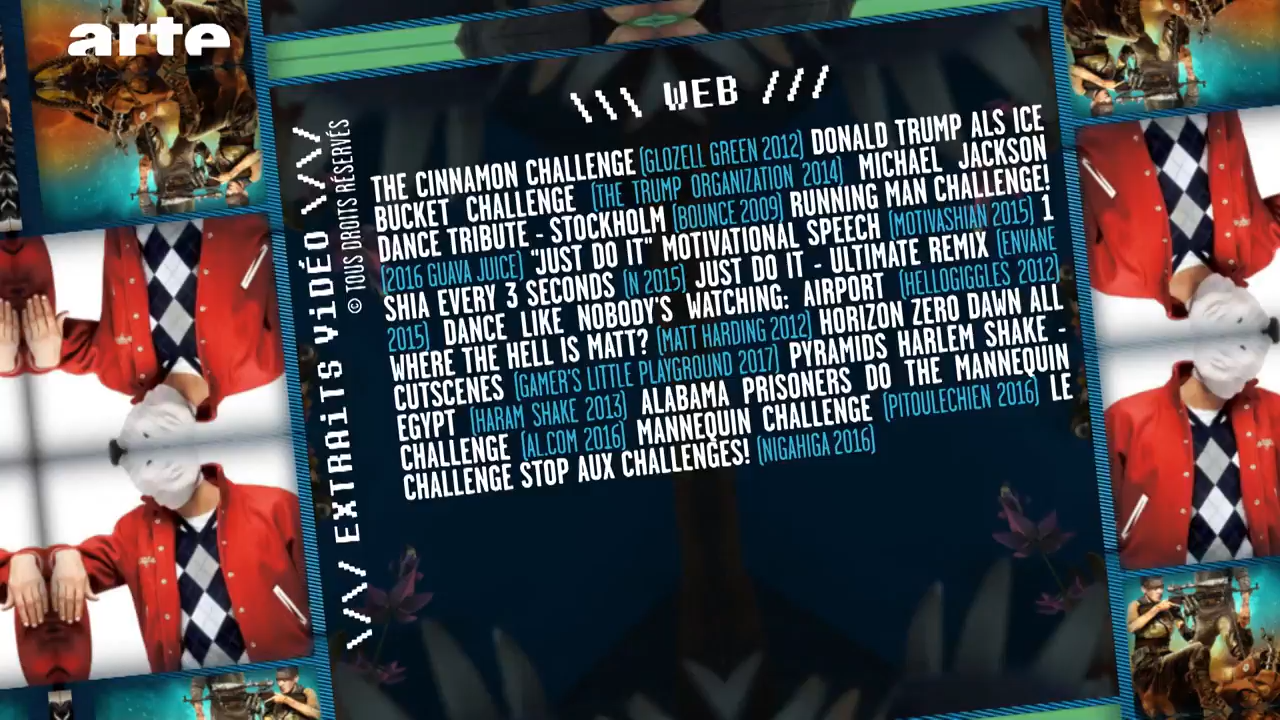 arte
\\\ WEB ///
\/\/ EXTRAiTS ViDÉO \/\/
© TOUS DROITS RÉSERVÉS
THE CINNAMON CHALLENGE (GLOZELL GREEN 2012) DONALD TRUMP ALS ICE
BUCKET CHALLENGE (THE TRUMP ORGANIZATION 2014) MICHAEL JACKSON
DANCE TRIBUTE - STOCKHOLM (BOUNCE 2009) RUNNING MAN CHALLENGE!
(2016 GUAVA JUICE) "JUST DO IT" MOTIVATIONAL SPEECH (MOTIVASHIAN 2015) 1
SHIA EVERY 3 SECONDS (N 2015) JUST DO IT - ULTIMATE REMIX (ENVANE
2015) DANCE LIKE NOBODY'S WATCHING: AIRPORT (HELLOGIGGLES 2012)
WHERE THE HELL IS MATT? (MATT HARDING 2012) HORIZON ZERO DAWN ALL
CUTSCENES (GAMER'S LITTLE PLAYGROUND 2017) PYRAMIDS HARLEM SHAKE -
EGYPT (HARAM SHAKE 2013) ALABAMA PRISONERS DO THE MANNEQUIN
CHALLENGE (AL.COM 2016) MANNEQUIN CHALLENGE (PITOULECHIEN 2016) LE
CHALLENGE STOP AUX CHALLENGES! (NIGAHIGA 2016)